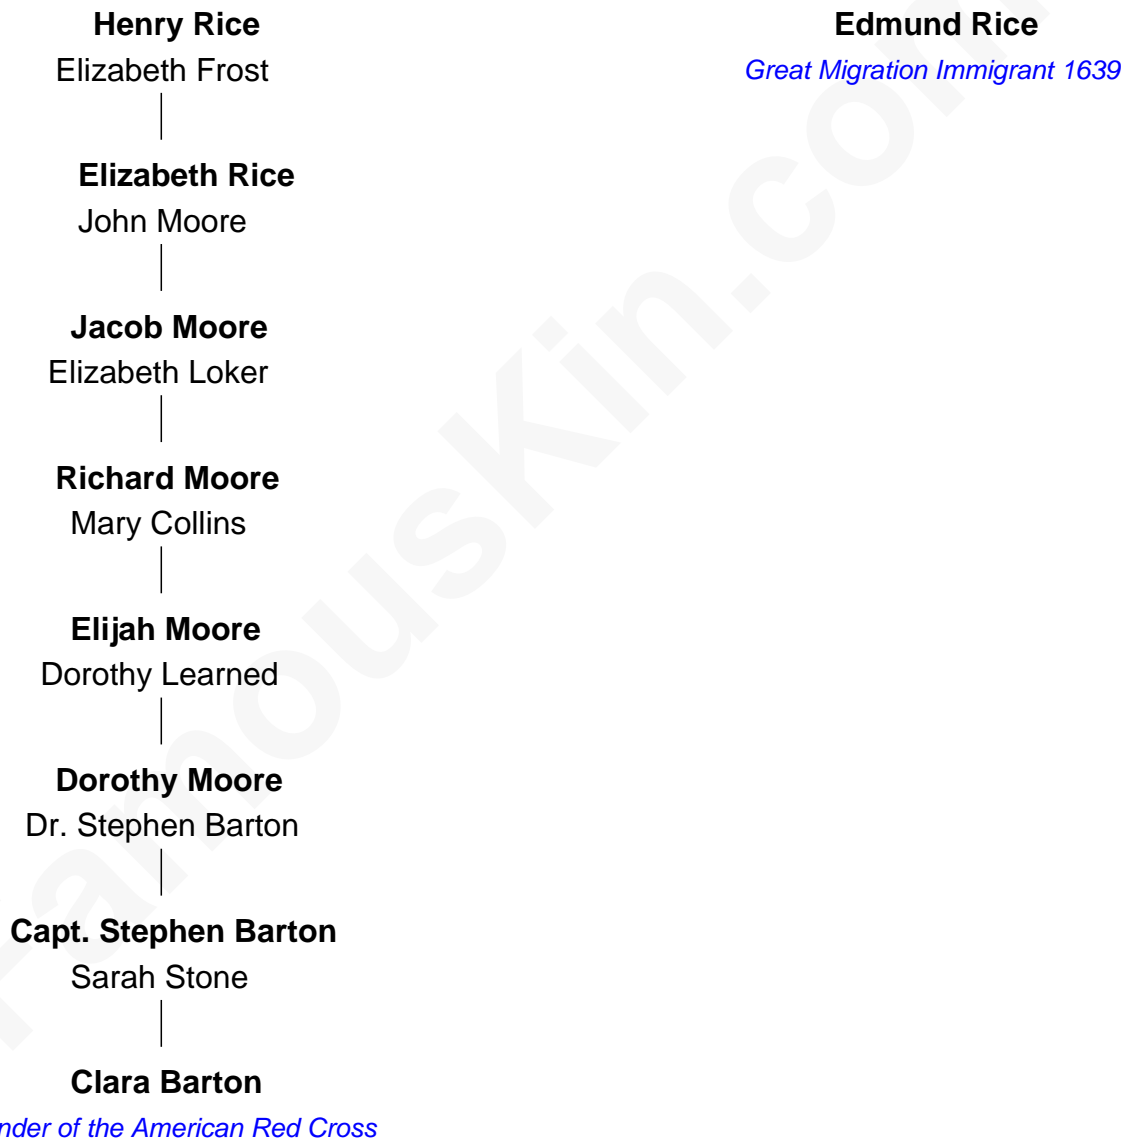 Henry Rice
Edmund Rice
Elizabeth Frost
Great Migration Immigrant 1639
Elizabeth Rice
John Moore
Jacob Moore
Elizabeth Loker
Richard Moore
Mary Collins
Elijah Moore
Dorothy Learned
Dorothy Moore
Dr. Stephen Barton
Capt. Stephen Barton
Sarah Stone
Clara Barton
of the American Red Cross
FamousKin.com